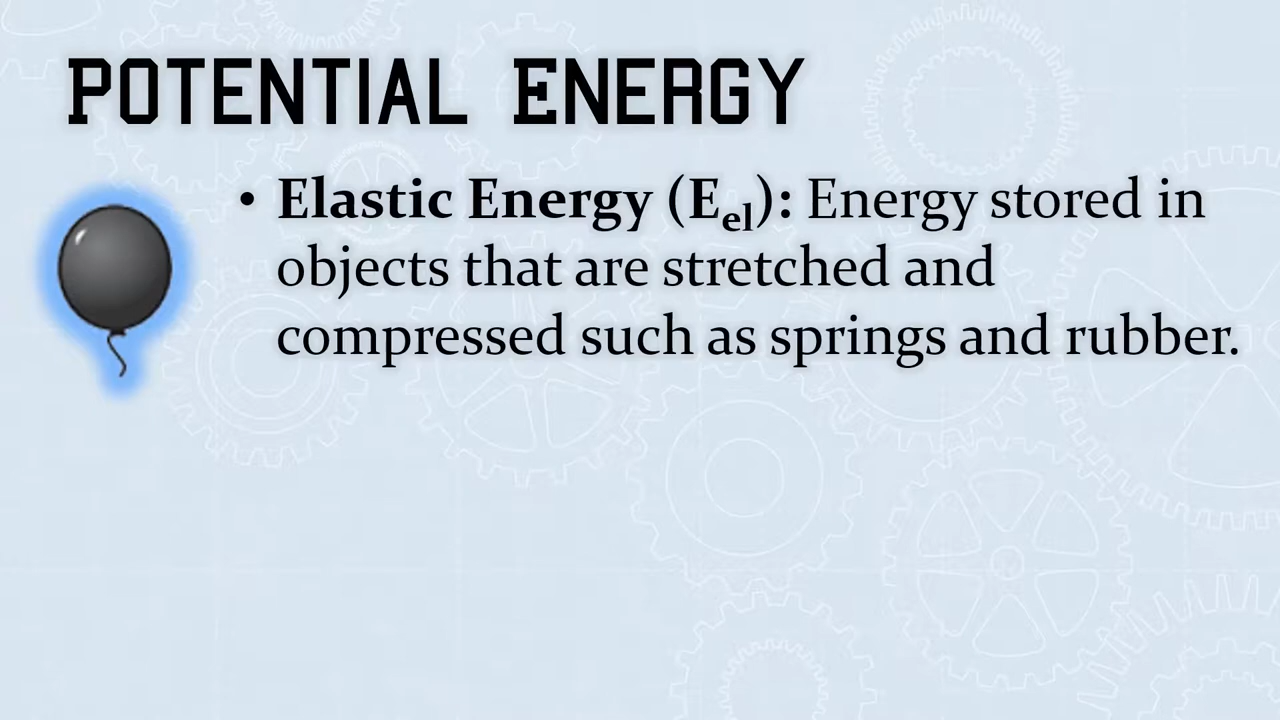 Potential Energy
• Elastic Energy (Eel): Energy stored in
objects that are stretched and
compressed such as springs and rubber.